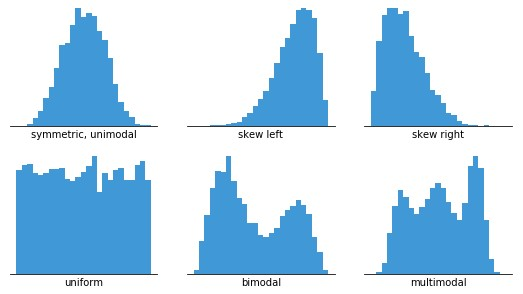 symmetric, unimodal
skew left
skew right
uniform
bimodal
multimodal